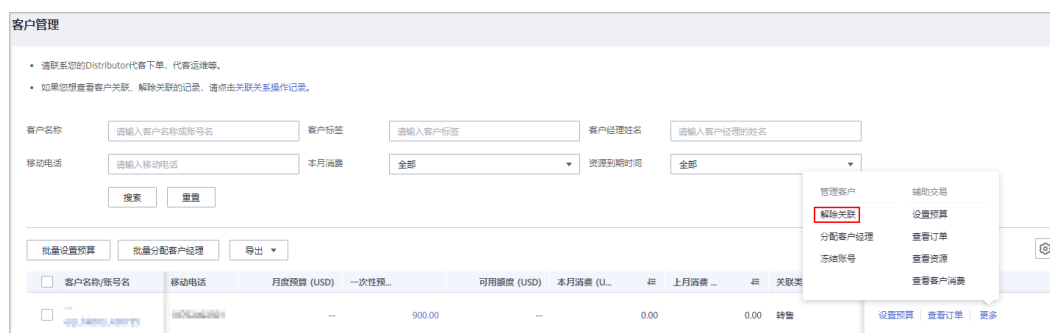 客户管理
• 请联系您的Distributor代客下单、代客运维等。
• 如果您想查看客户关联、解除关联的记录，请点击关联关系操作记录。
客户名称 请输入客户名称或账号名 客户标签 请输入客户标签 客户经理姓名 请输入客户经理的姓名
移动电话 请输入移动电话 本月消费 全部 资源到期时间 全部
搜索 重置
管理客户 辅助交易
解除关联 设置预算
分配客户经理 查看订单
冻结账号 查看资源
查看客户消费
批量设置预算 批量分配客户经理 导出
客户名称/账号名 移动电话 月度预算 (USD) 一次性预... 可用额度 (USD) 本月消费 (U... 上月消费 ... 关联类
-- 900.00 -- 0.00 0.00 转售 设置预算 查看订单 更多